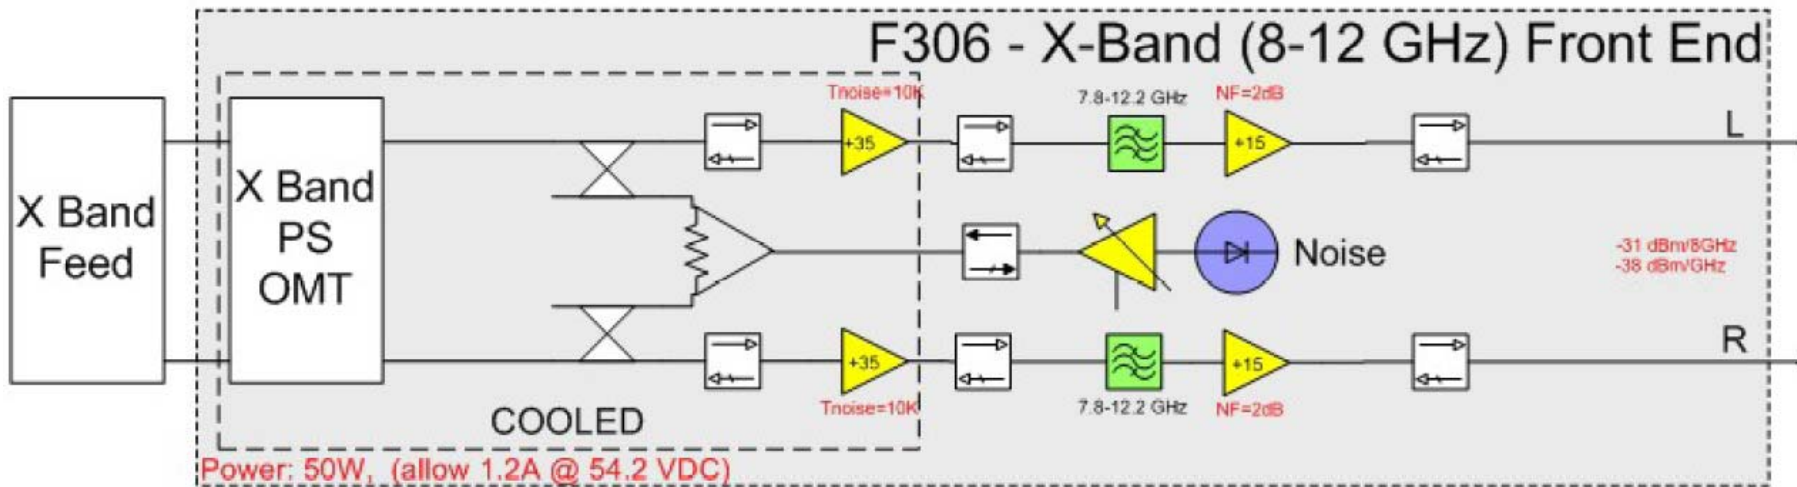 F306 - X-Band (8-12 GHz) Front End
X Band
Feed
X Band
PS
OMT
Tnoise=10K
+35
7.8-12.2 GHz
NF=2dB
+15
L
Noise
-31 dBm/8GHz
-38 dBm/GHz
+35
Tnoise=10K
7.8-12.2 GHz
+15
NF=2dB
R
COOLED
Power: 50W, (allow 1.2A @ 54.2 VDC)